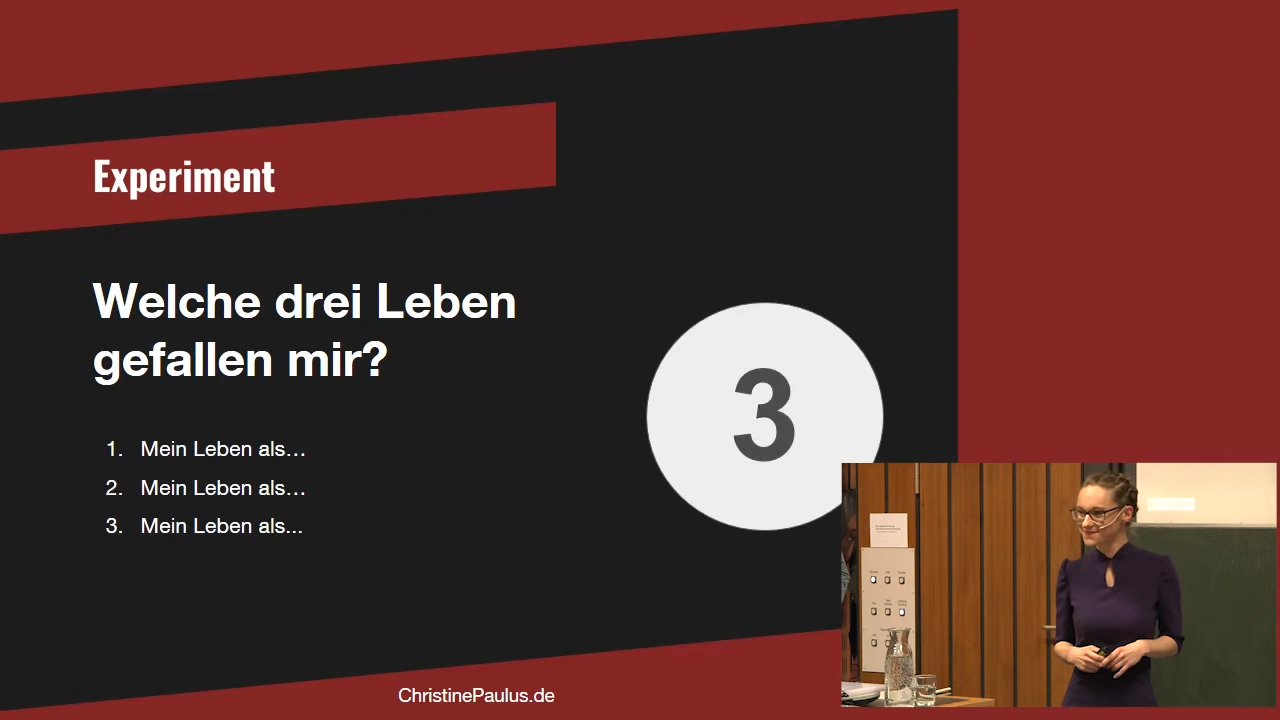 Experiment
Welche drei Leben
gefallen mir?
1. Mein Leben als…
2. Mein Leben als…
3. Mein Leben als...
3
ChristinePaulus.de